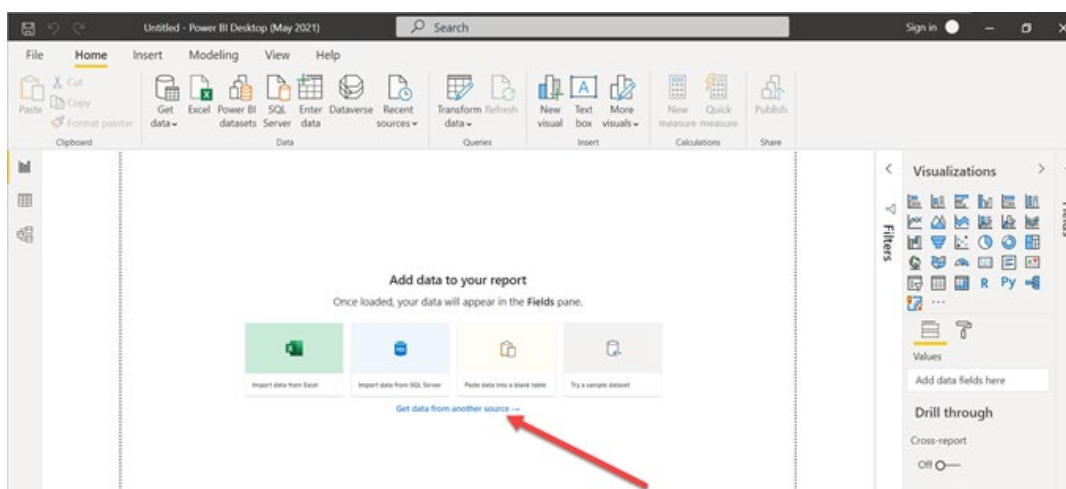 Untitled - Power BI Desktop (May 2021)
Search
Sign in
File Home Insert Modeling View Help
Paste
Cut
Copy
Format painter
Clipboard
Get data
Excel
Power BI datasets
SQL Server
Enter data
Dataverse
Recent sources
Data
Transform data
Refresh
Queries
New visual
Text box
More visuals
Insert
New measure
Quick measure
Calculations
Publish
Share
Filters
Visualizations
R Py
Values
Add data fields here
Drill through
Cross-report
Off
Add data to your report
Once loaded, your data will appear in the Fields pane.
Import data from Excel
Import data from SQL Server
Paste data into a blank table
Try a sample dataset
Get data from another source →